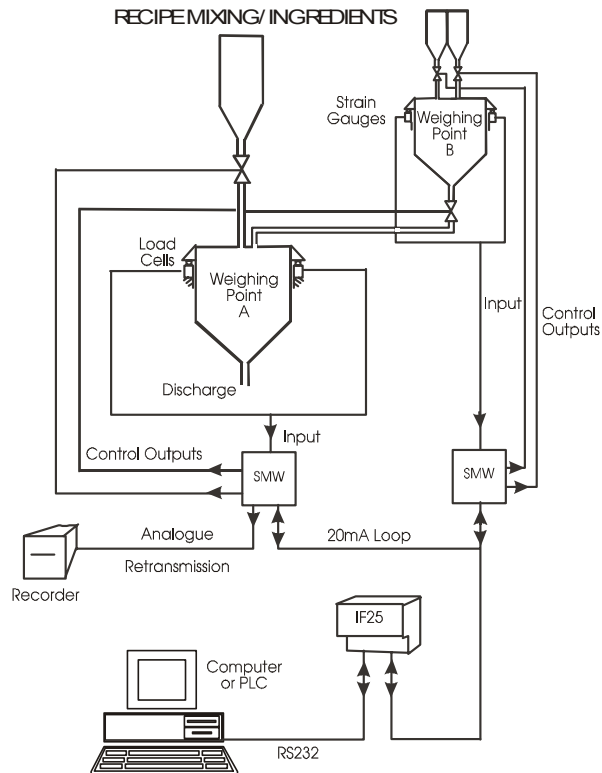 RECIPE MIXING/ INGREDIENTS
Strain
Gauges
Weighing
Point
B
Load
Cells
Weighing
Point
A
Input
Control
Outputs
Discharge
Input
Control Outputs
SMW
SMW
Analogue
Retransmission
20mA Loop
Recorder
IF25
Computer
or PLC
RS232